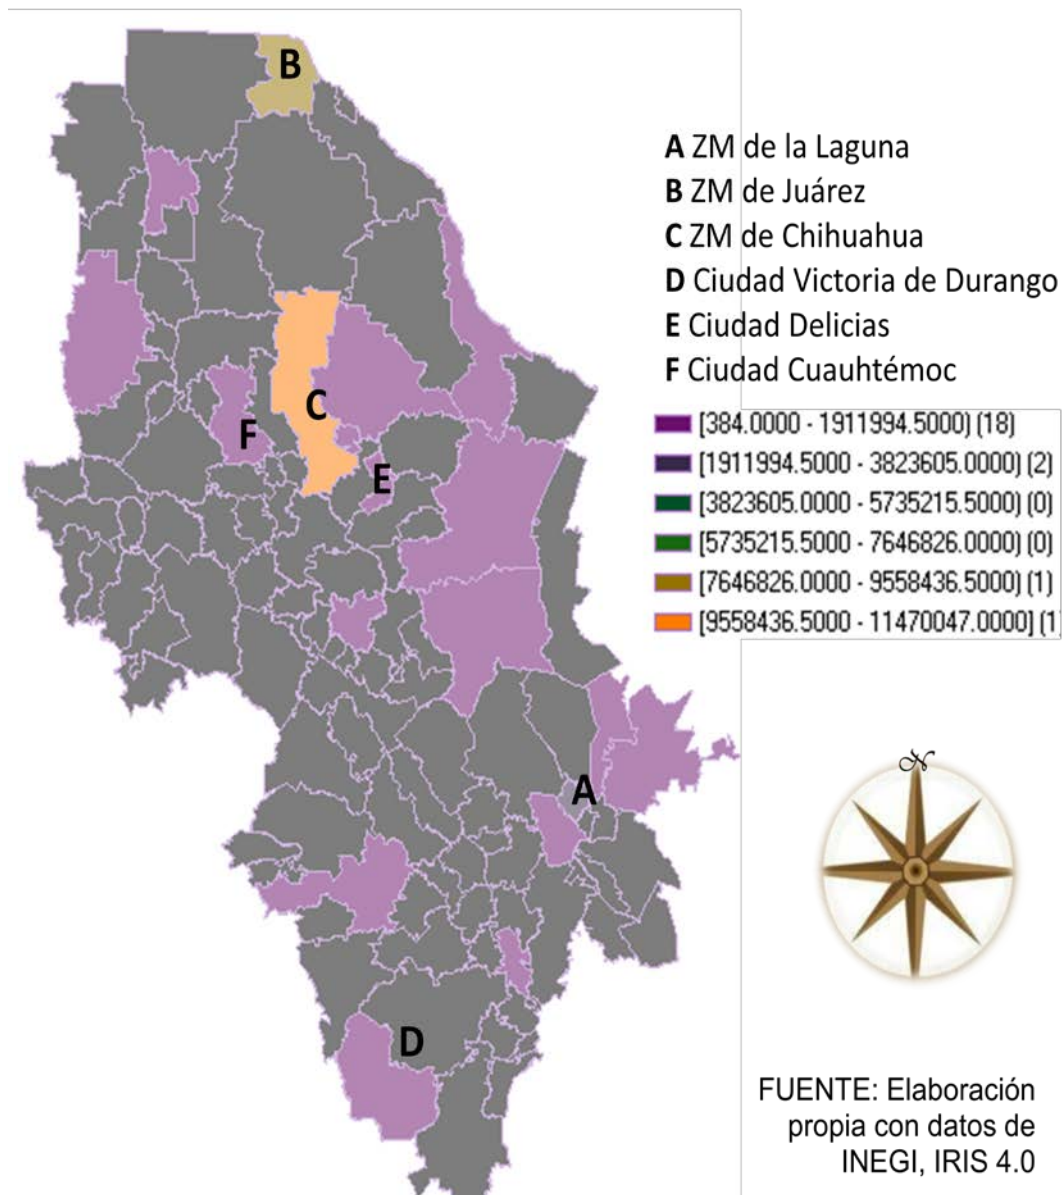 B
A ZM de la Laguna
B ZM de Juárez
C ZM de Chihuahua
D Ciudad Victoria de Durango
E Ciudad Delicias
F Ciudad Cuauhtémoc
C
F
E
[384.0000 - 1911994.5000) (18)
[1911994.5000 - 3823605.0000) (2)
[3823605.0000 - 5735215.5000) (0)
[5735215.5000 - 7646826.0000) (0)
[7646826.0000 - 9558436.5000) (1)
[9558436.5000 - 11470047.0000] (1
A
N
D
FUENTE: Elaboración
propia con datos de
INEGI, IRIS 4.0